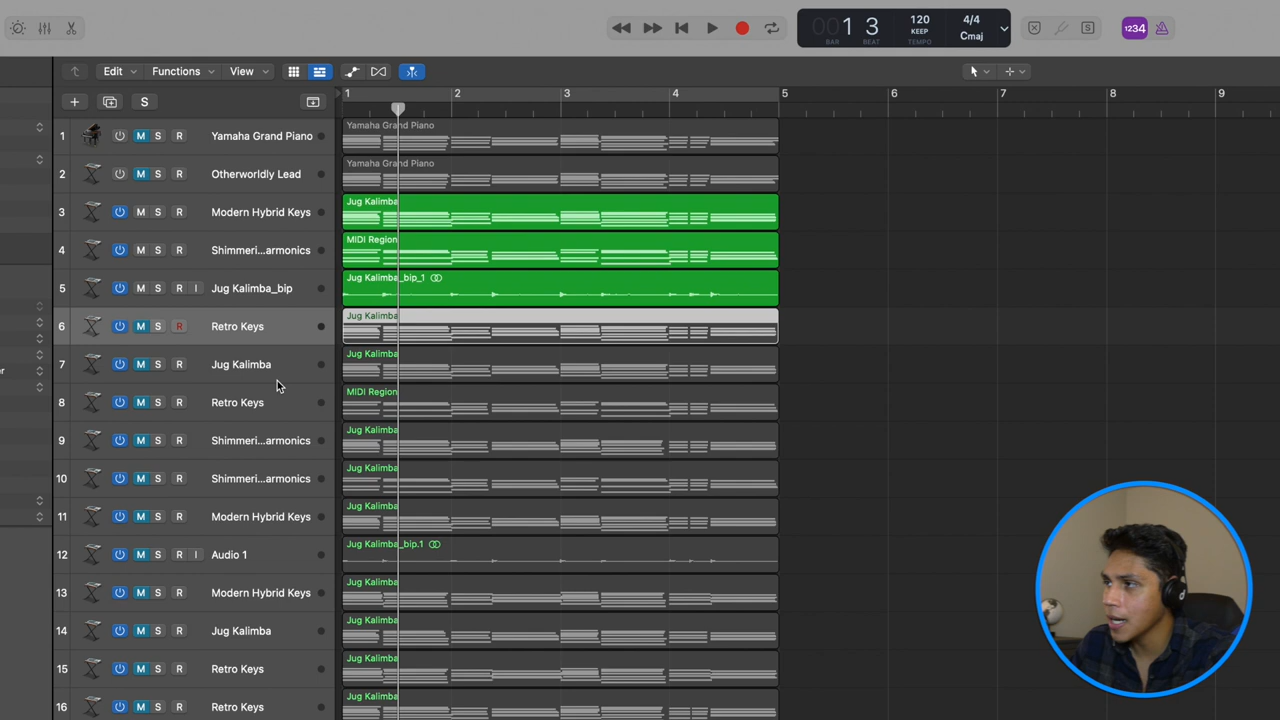 001 3 120 4/4
KEEP Cmaj
BAR BEAT TEMPO
S 1234
Edit Functions View
S
1 2 3 4 5 6 7 8 9
1 M S R Yamaha Grand Piano
Yamaha Grand Piano
2 M S R Otherworldly Lead
Yamaha Grand Piano
3 M S R Modern Hybrid Keys
Jug Kalimba
4 M S R Shimmeri...armonics
MIDI Region
5 M S R I Jug Kalimba_bip
Jug Kalimba_bip_1
6 M S R Retro Keys
Jug Kalimba
7 M S R Jug Kalimba
Jug Kalimba
8 M S R Retro Keys
MIDI Region
9 M S R Shimmeri...armonics
Jug Kalimba
10 M S R Shimmeri...armonics
Jug Kalimba
11 M S R Modern Hybrid Keys
Jug Kalimba
12 M S R I Audio 1
Jug Kalimba_bip.1
13 M S R Modern Hybrid Keys
Jug Kalimba
14 M S R Jug Kalimba
Jug Kalimba
15 M S R Retro Keys
Jug Kalimba
16 M S R Retro Keys
Jug Kalimba